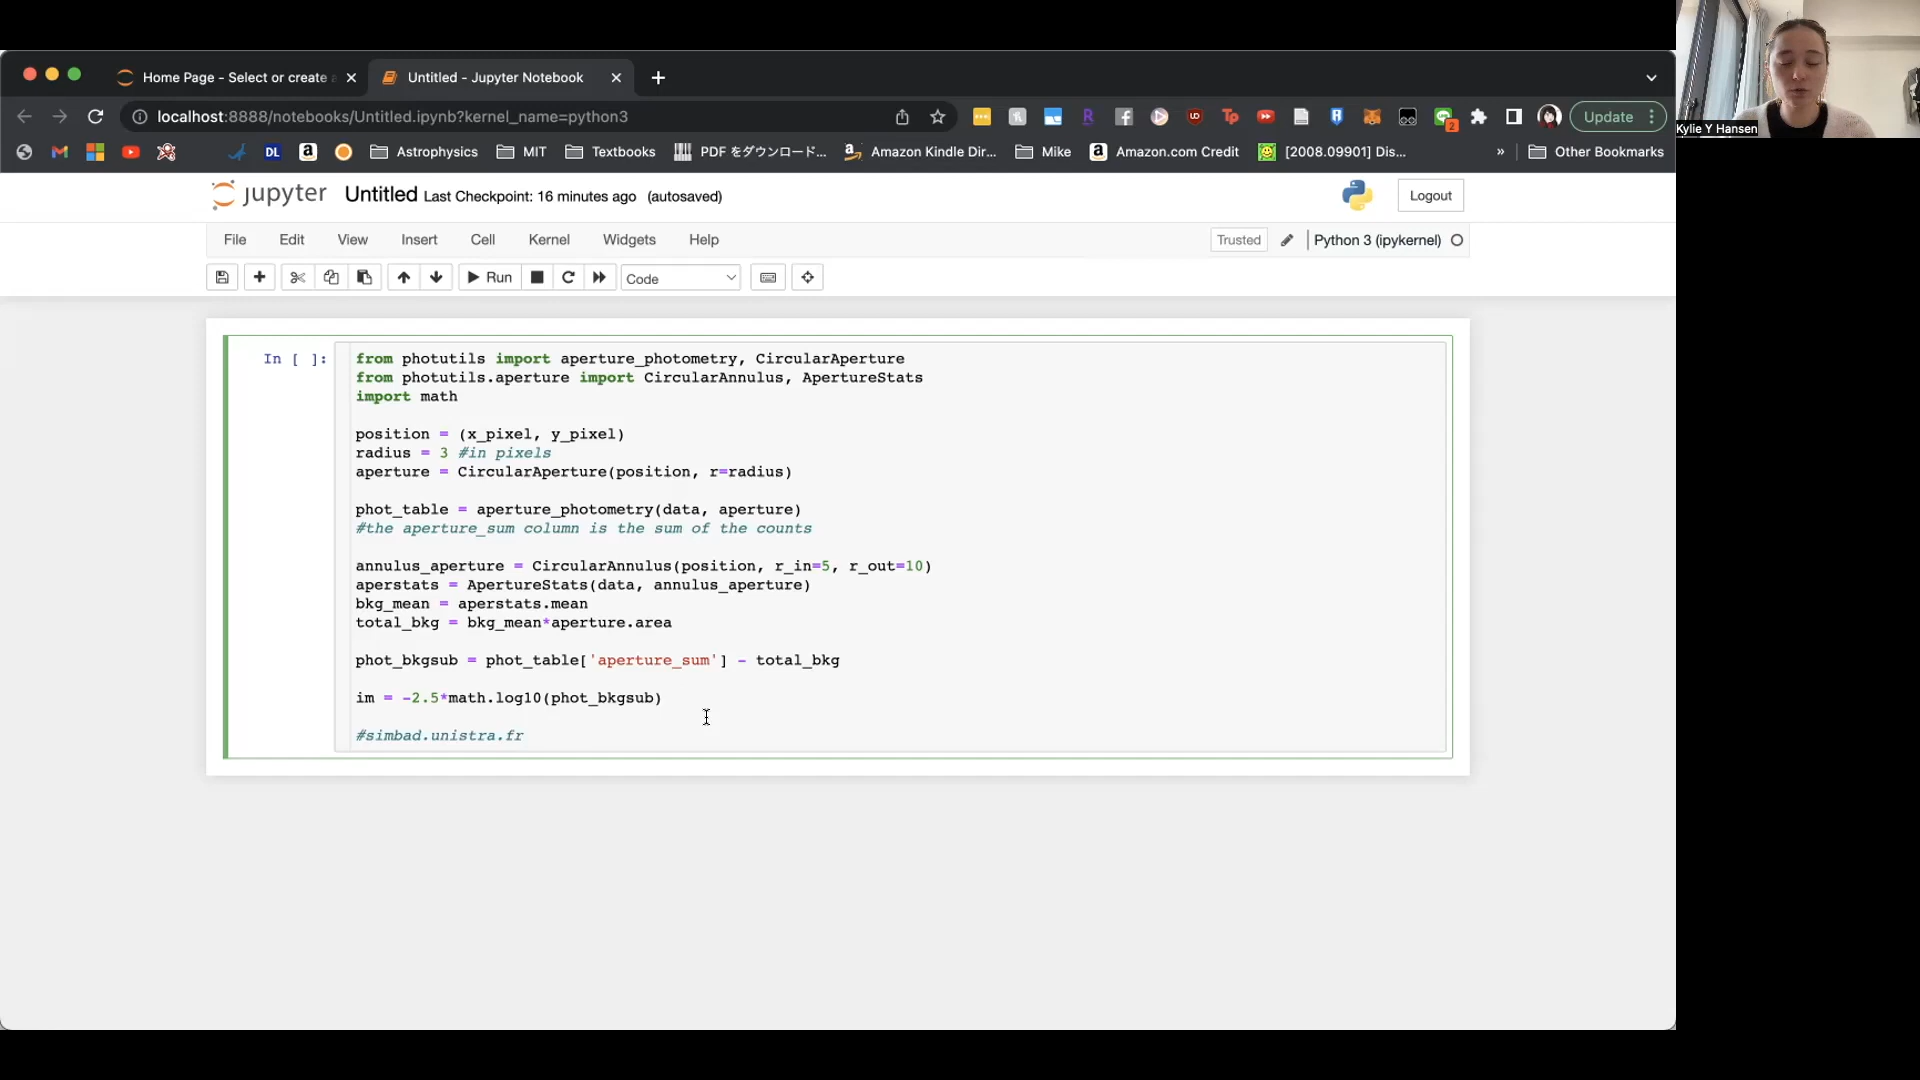 Home Page - Select or create a
Untitled - Jupyter Notebook
localhost:8888/notebooks/Untitled.ipynb?kernel_name=python3
Update
2
DL
Astrophysics
MIT
Textbooks
PDF をダウンロード...
Amazon Kindle Dir...
Mike
Amazon.com Credit
[2008.09901] Dis...
»
Other Bookmarks
Kylie Y Hansen
jupyter
Untitled Last Checkpoint: 16 minutes ago (autosaved)
Logout
File Edit View Insert Cell Kernel Widgets Help
Trusted
Python 3 (ipykernel)
Run
Code
In [ ]:
from photutils import aperture_photometry, CircularAperture
from photutils.aperture import CircularAnnulus, ApertureStats
import math
position = (x_pixel, y_pixel)
radius = 3 #in pixels
aperture = CircularAperture(position, r=radius)
phot_table = aperture_photometry(data, aperture)
#the aperture_sum column is the sum of the counts
annulus_aperture = CircularAnnulus(position, r_in=5, r_out=10)
aperstats = ApertureStats(data, annulus_aperture)
bkg_mean = aperstats.mean
total_bkg = bkg_mean*aperture.area
phot_bkgsub = phot_table['aperture_sum'] - total_bkg
im = -2.5*math.log10(phot_bkgsub)
#simbad.unistra.fr